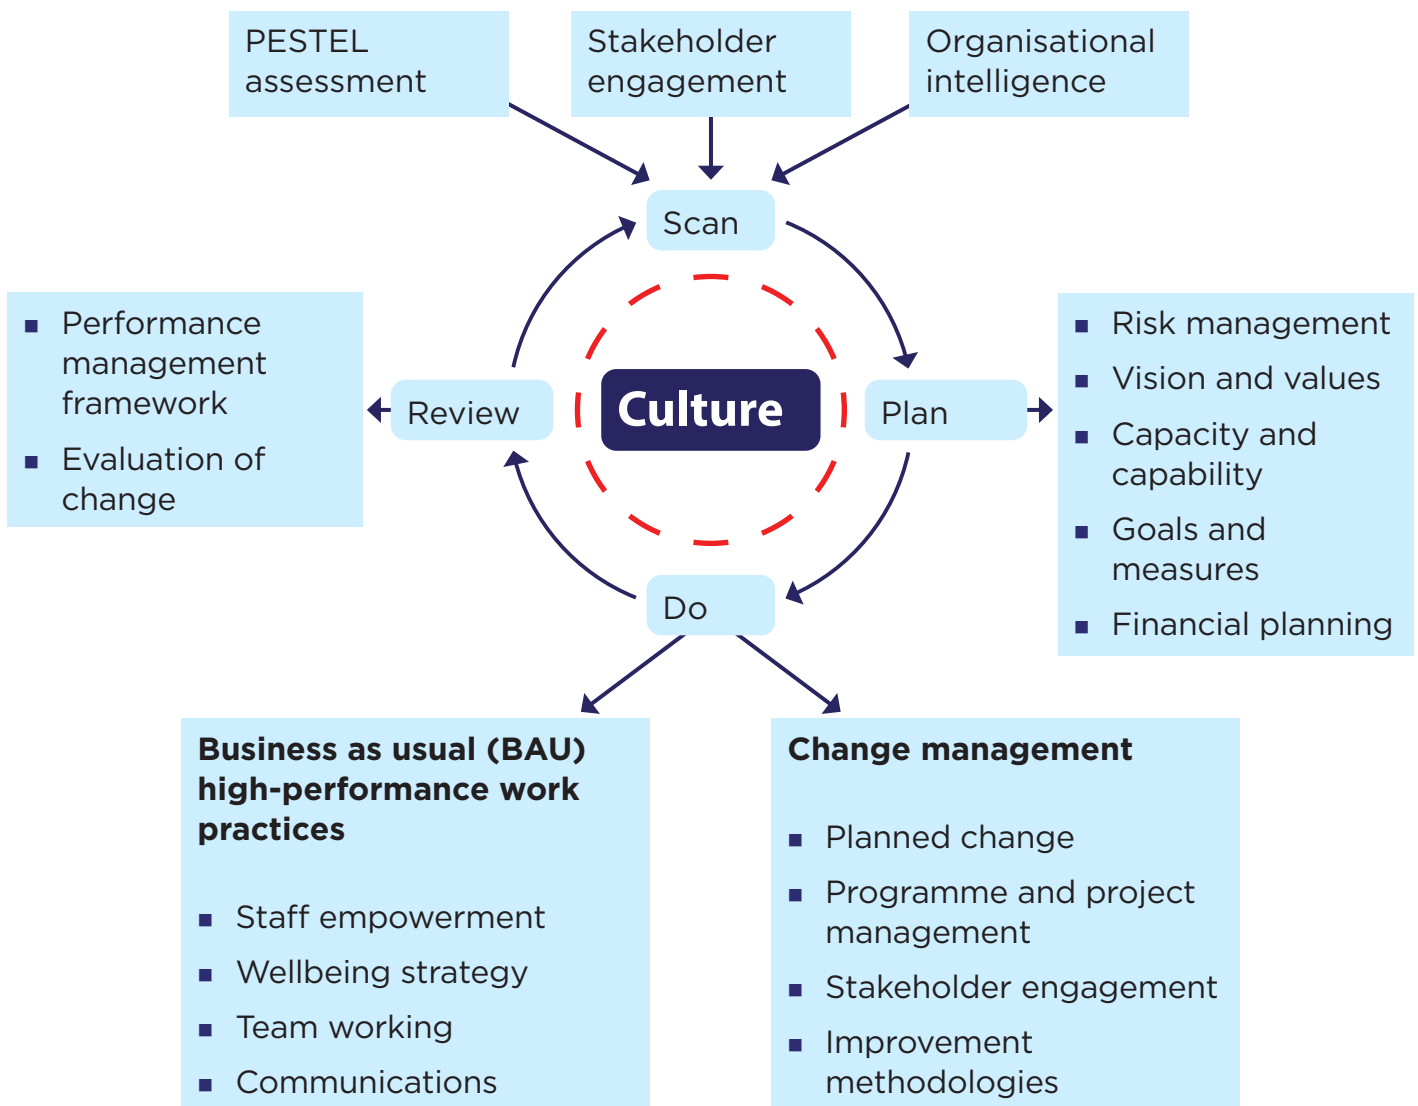 PESTEL
assessment
Stakeholder
engagement
Organisational
intelligence
Scan
■ Performance
management
framework
■ Evaluation of
change
Review
Culture
Plan
■ Risk management
■ Vision and values
■ Capacity and
capability
■ Goals and
measures
■ Financial planning
Do
Business as usual (BAU)
high-performance work
practices
■ Staff empowerment
■ Wellbeing strategy
■ Team working
■ Communications
Change management
■ Planned change
■ Programme and project
management
■ Stakeholder engagement
■ Improvement
methodologies